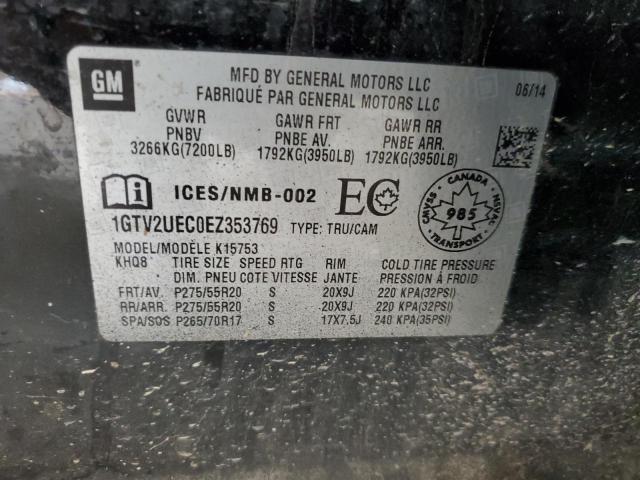 GM
MFD BY GENERAL MOTORS LLC
FABRIQUÉ PAR GENERAL MOTORS LLC
06/14
GVWR GAWR FRT GAWR RR
PNBV PNBE AV. PNBE ARR.
3266KG(7200LB) 1792KG(3950LB) 1792KG(3950LB)
ICES/NMB-002 EC
CANADA CMVSS 985 NSVAC
1GTV2UEC0EZ353769 TYPE: TRU/CAM
MODEL/MODÈLE K15753
KHQ8 TIRE SIZE SPEED RTG RIM COLD TIRE PRESSURE
DIM. PNEU COTE VITESSE JANTE PRESSION À FROID
FRT/AV. P275/55R20 S 20X9J 220 KPA(32PSI)
RR/ARR. P275/55R20 S 20X9J 220 KPA(32PSI)
SPA/SOS P265/70R17 S 17X7.5J 240 KPA(35PSI)